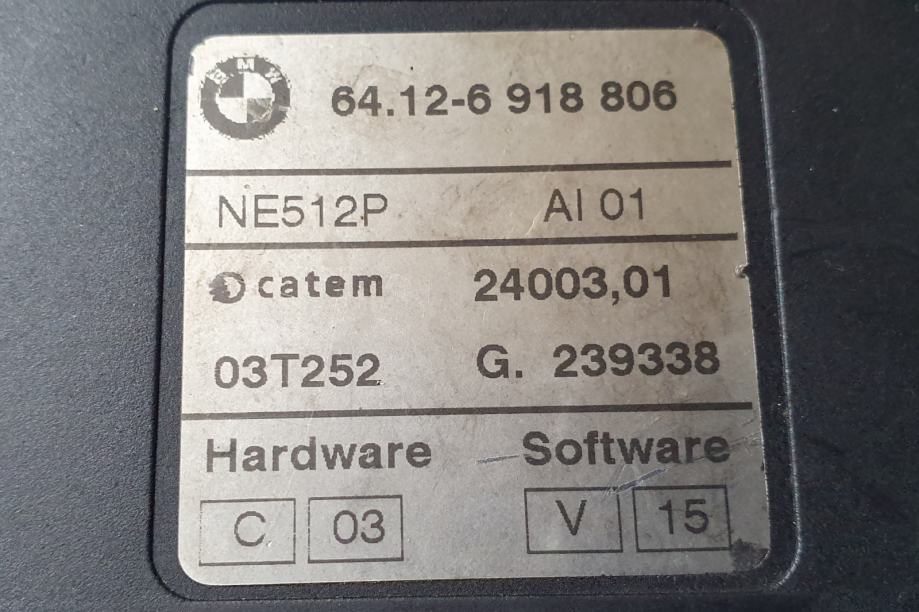 BMW
64.12-6 918 806
NE512P AI 01
catem 24003,01
03T252 G. 239338
Hardware Software
C 03 V 15